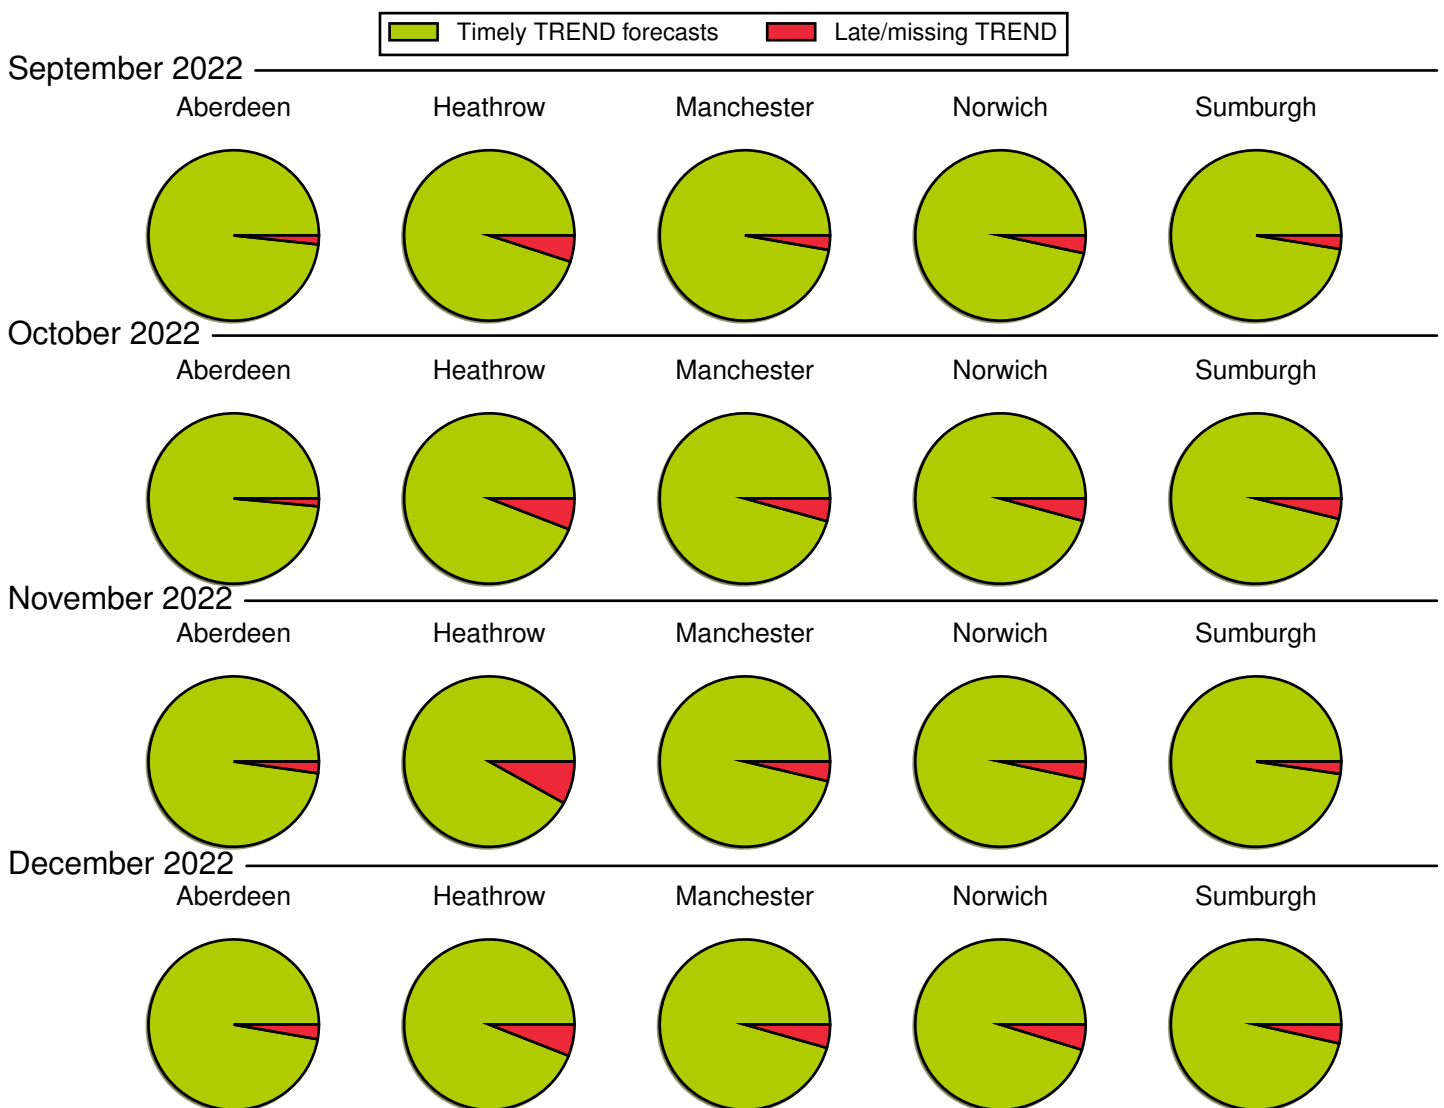 Timely TREND forecasts Late/missing TREND
September 2022
Aberdeen Heathrow Manchester Norwich Sumburgh
October 2022
Aberdeen Heathrow Manchester Norwich Sumburgh
November 2022
Aberdeen Heathrow Manchester Norwich Sumburgh
December 2022
Aberdeen Heathrow Manchester Norwich Sumburgh